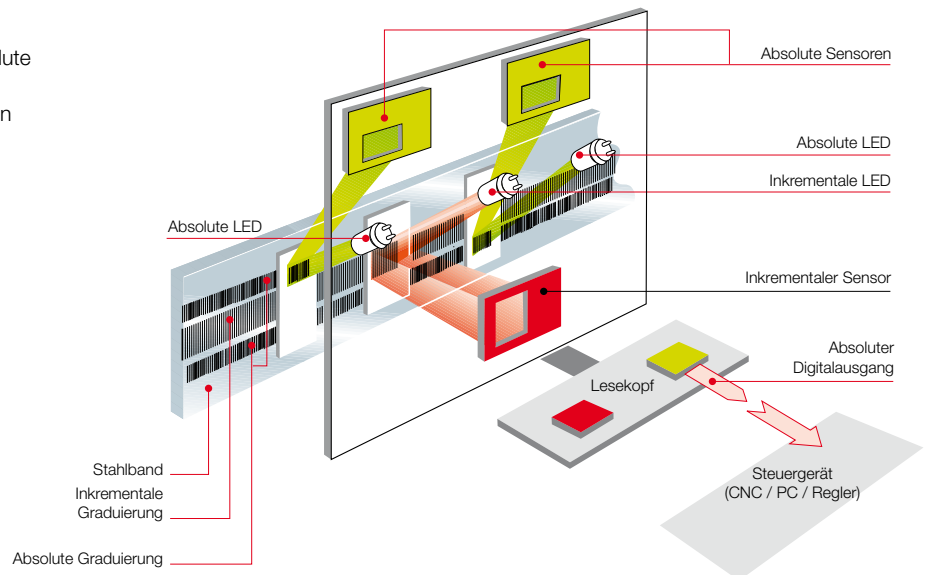 Absolute Sensoren
Absolute LED
Inkrementale LED
Absolute LED
Inkrementaler Sensor
Absoluter
Digitalausgang
Lesekopf
Stahlband
Inkrementale
Graduierung
Absolute Graduierung
Steuergerät
(CNC / PC / Regler)